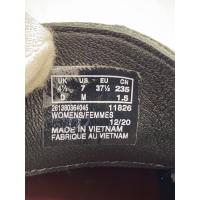 UK US EU CN
4½ 7 37½ 235
D M 1.5
261380364045 11826
WOMENS/FEMMES
12/20
MADE IN VIETNAM
FABRIQUE AU VIETNAM